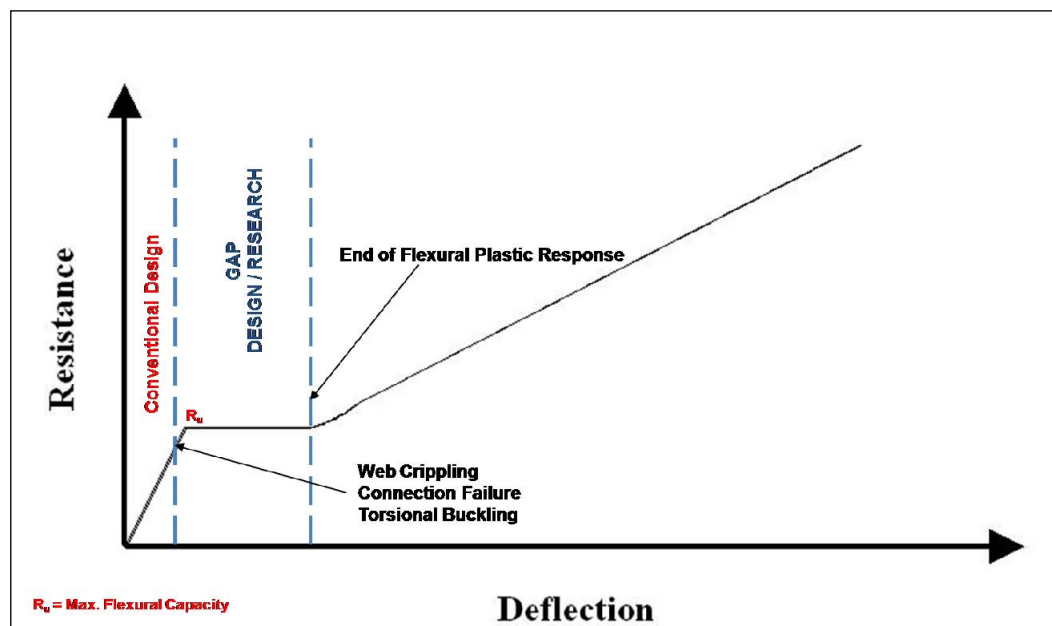 Conventional Design
GAP
DESIGN / RESEARCH
End of Flexural Plastic Response
Resistance
Ru
Web Crippling
Connection Failure
Torsional Buckling
Ru = Max. Flexural Capacity
Deflection